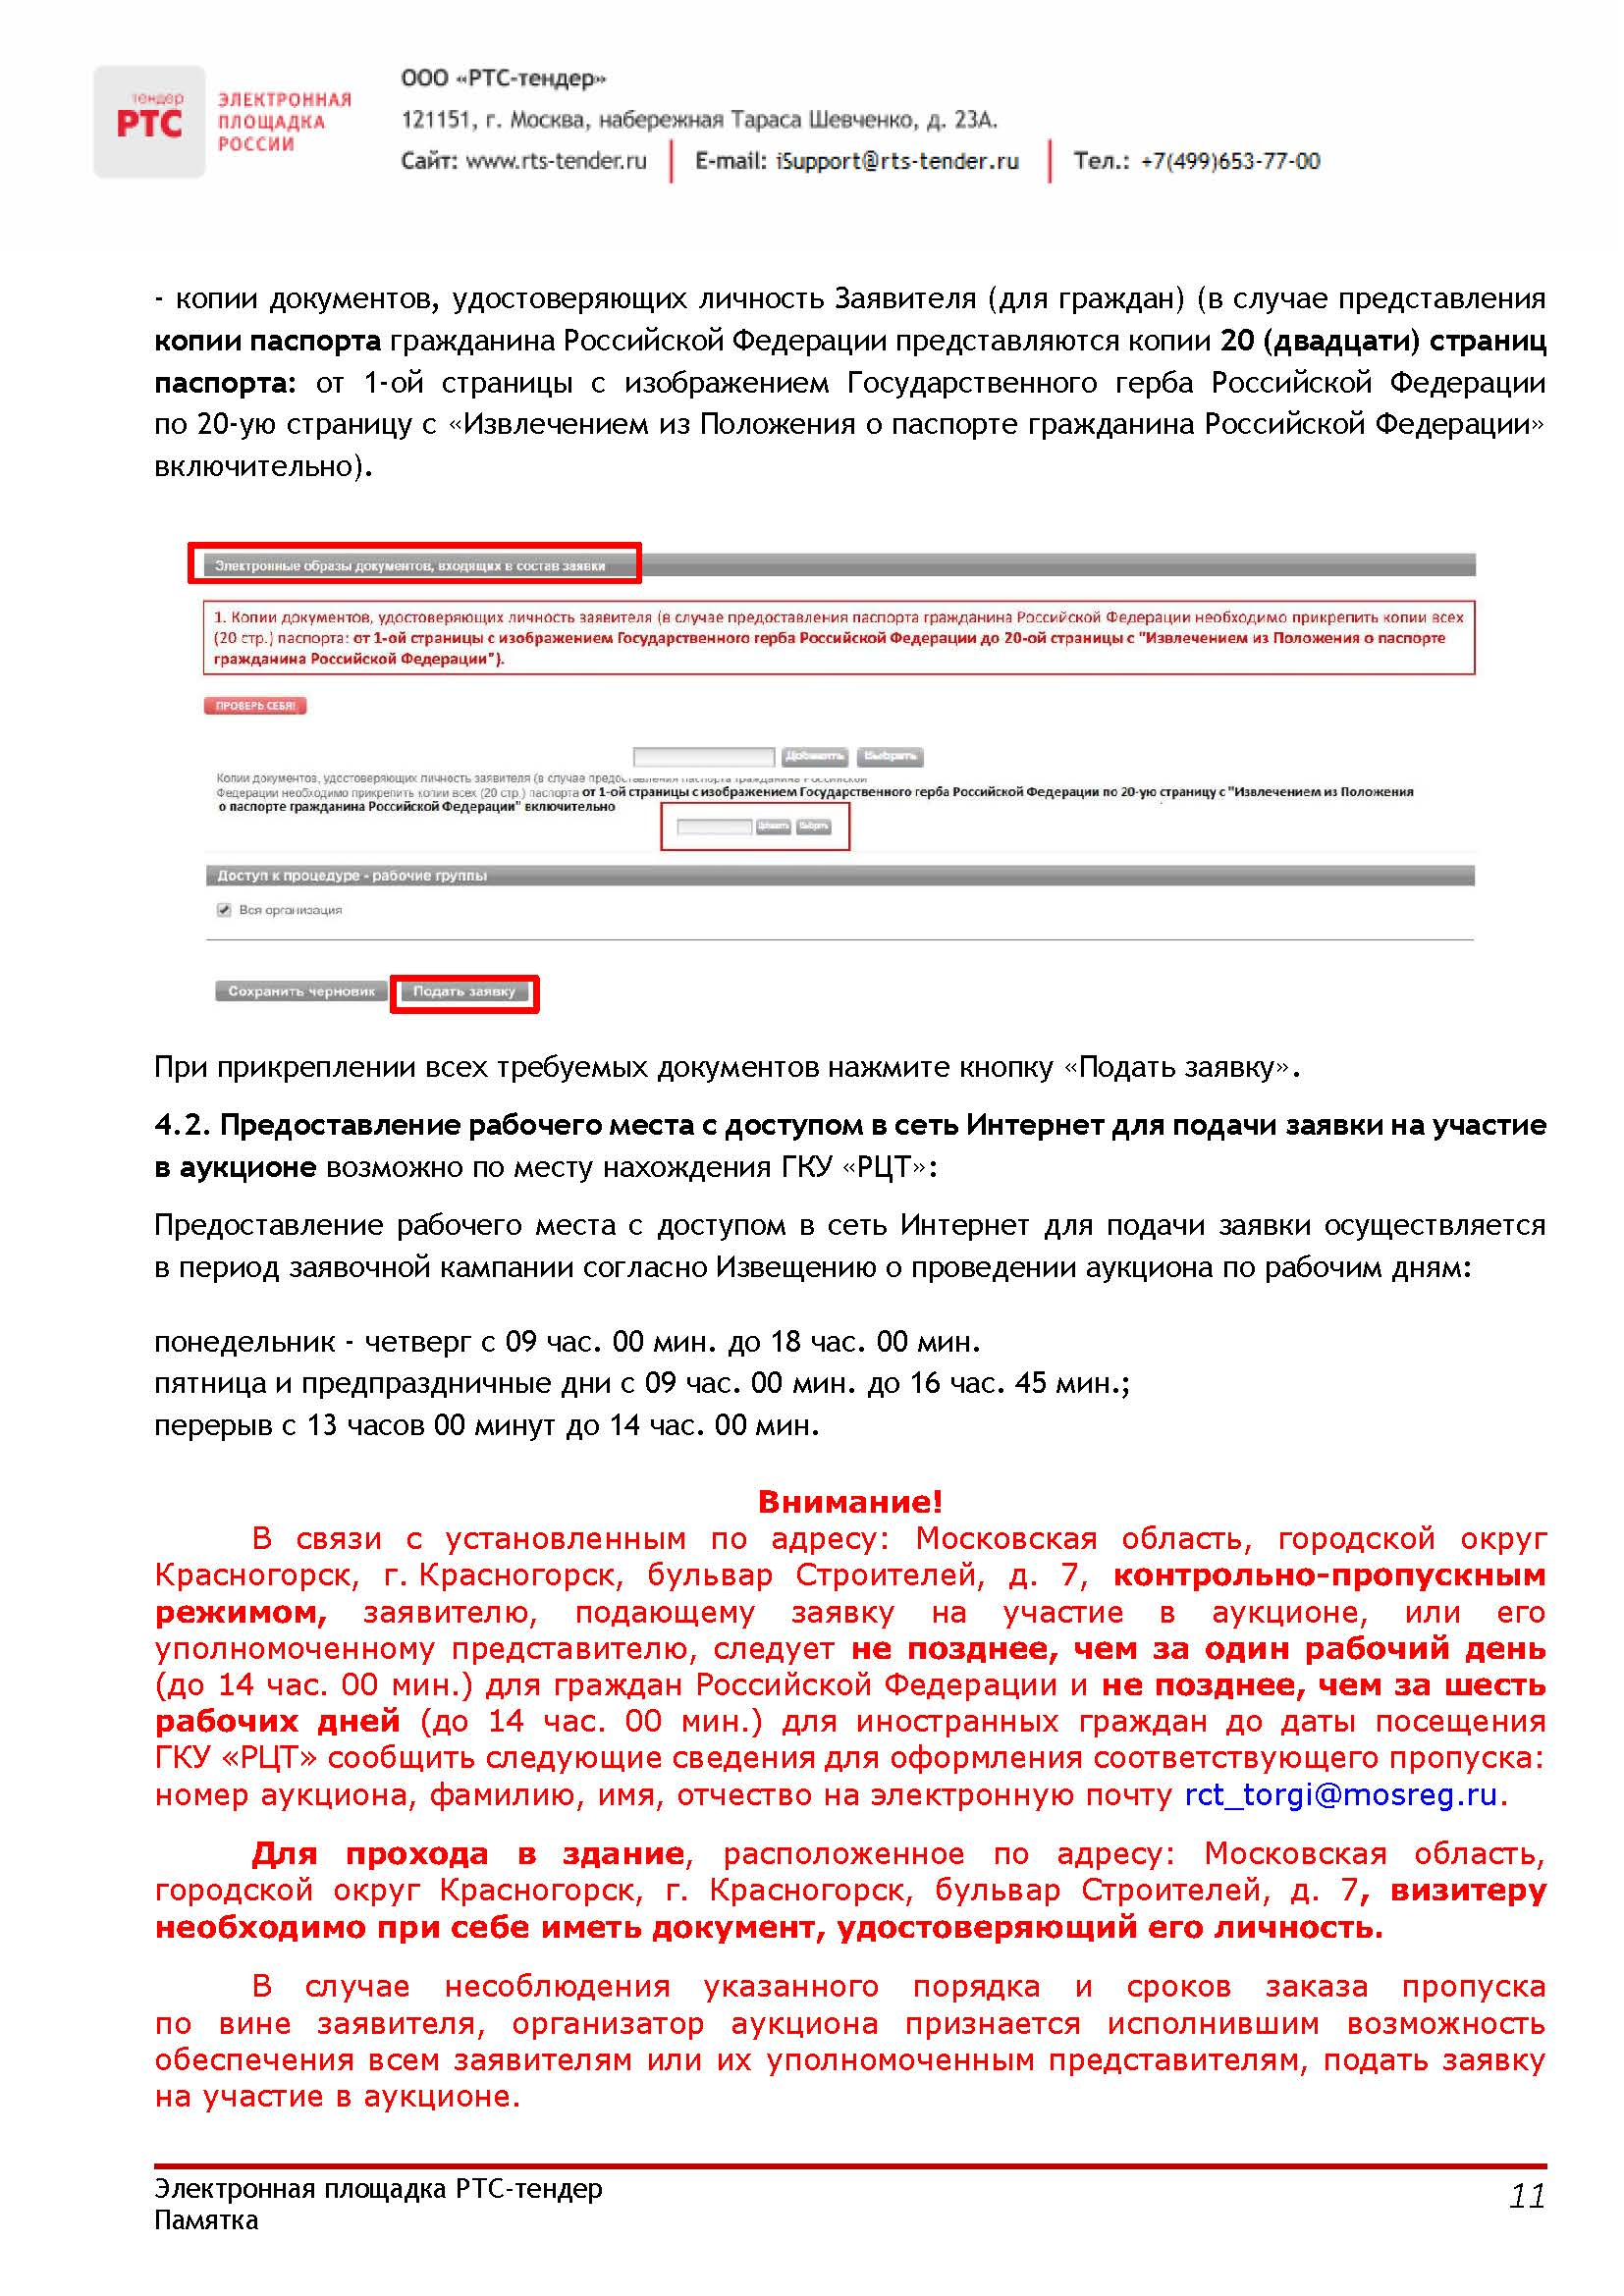 тендер
РТС
ЭЛЕКТРОННАЯ
ПЛОЩАДКА
РОССИИ
ООО «РТС-тендер»
121151, г. Москва, набережная Тараса Шевченко, д. 23А.
Сайт: www.rts-tender.ru E-mail: iSupport@rts-tender.ru Тел.: +7(499)653-77-00
- копии документов, удостоверяющих личность Заявителя (для граждан) (в случае представления
копии паспорта гражданина Российской Федерации представляются копии 20 (двадцати) страниц
паспорта: от 1-ой страницы с изображением Государственного герба Российской Федерации
по 20-ую страницу с «Извлечением из Положения о паспорте гражданина Российской Федерации»
включительно).
Электронные образы документов, входящих в состав заявки
1. Копии документов, удостоверяющих личность заявителя (в случае предоставления паспорта гражданина Российской Федерации необходимо прикрепить копии всех
(20 стр.) паспорта: от 1-ой страницы с изображением Государственного герба Российской Федерации до 20-ой страницы с "Извлечением из Положения о паспорте
гражданина Российской Федерации").
ПРОВЕРЬ СЕБЯ!
Добавить Выбрать
Копии документов, удостоверяющих личность заявителя (в случае предоставления паспорта гражданина Российской
Федерации необходимо прикрепить копии всех (20 стр.) паспорта от 1-ой страницы с изображением Государственного герба Российской Федерации по 20-ую страницу с "Извлечением из Положения
о паспорте гражданина Российской Федерации" включительно
Добавить Выбрать
Доступ к процедуре - рабочие группы
Вся организация
Сохранить черновик Подать заявку
При прикреплении всех требуемых документов нажмите кнопку «Подать заявку».
4.2. Предоставление рабочего места с доступом в сеть Интернет для подачи заявки на участие
в аукционе возможно по месту нахождения ГКУ «РЦТ»:
Предоставление рабочего места с доступом в сеть Интернет для подачи заявки осуществляется
в период заявочной кампании согласно Извещению о проведении аукциона по рабочим дням:
понедельник - четверг с 09 час. 00 мин. до 18 час. 00 мин.
пятница и предпраздничные дни с 09 час. 00 мин. до 16 час. 45 мин.;
перерыв с 13 часов 00 минут до 14 час. 00 мин.
Внимание!
В связи с установленным по адресу: Московская область, городской округ
Красногорск, г. Красногорск, бульвар Строителей, д. 7, контрольно-пропускным
режимом, заявителю, подающему заявку на участие в аукционе, или его
уполномоченному представителю, следует не позднее, чем за один рабочий день
(до 14 час. 00 мин.) для граждан Российской Федерации и не позднее, чем за шесть
рабочих дней (до 14 час. 00 мин.) для иностранных граждан до даты посещения
ГКУ «РЦТ» сообщить следующие сведения для оформления соответствующего пропуска:
номер аукциона, фамилию, имя, отчество на электронную почту rct_torgi@mosreg.ru.
Для прохода в здание, расположенное по адресу: Московская область,
городской округ Красногорск, г. Красногорск, бульвар Строителей, д. 7, визитеру
необходимо при себе иметь документ, удостоверяющий его личность.
В случае несоблюдения указанного порядка и сроков заказа пропуска
по вине заявителя, организатор аукциона признается исполнившим возможность
обеспечения всем заявителям или их уполномоченным представителям, подать заявку
на участие в аукционе.
Электронная площадка РТС-тендер
Памятка
11